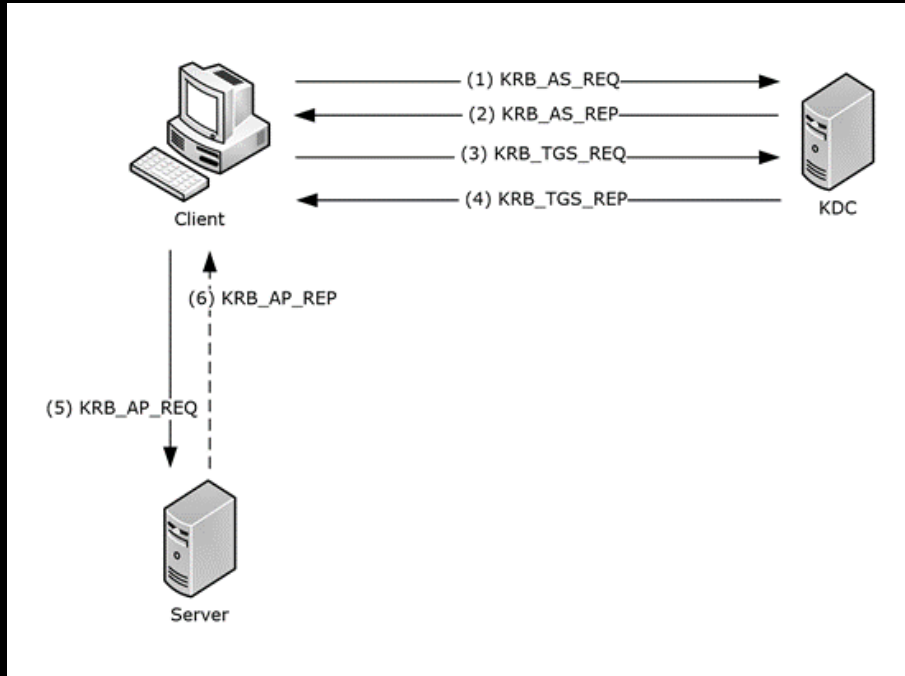 (1) KRB_AS_REQ
(2) KRB_AS_REP
(3) KRB_TGS_REQ
(4) KRB_TGS_REP
Client
KDC
(6) KRB_AP_REP
(5) KRB_AP_REQ
Server